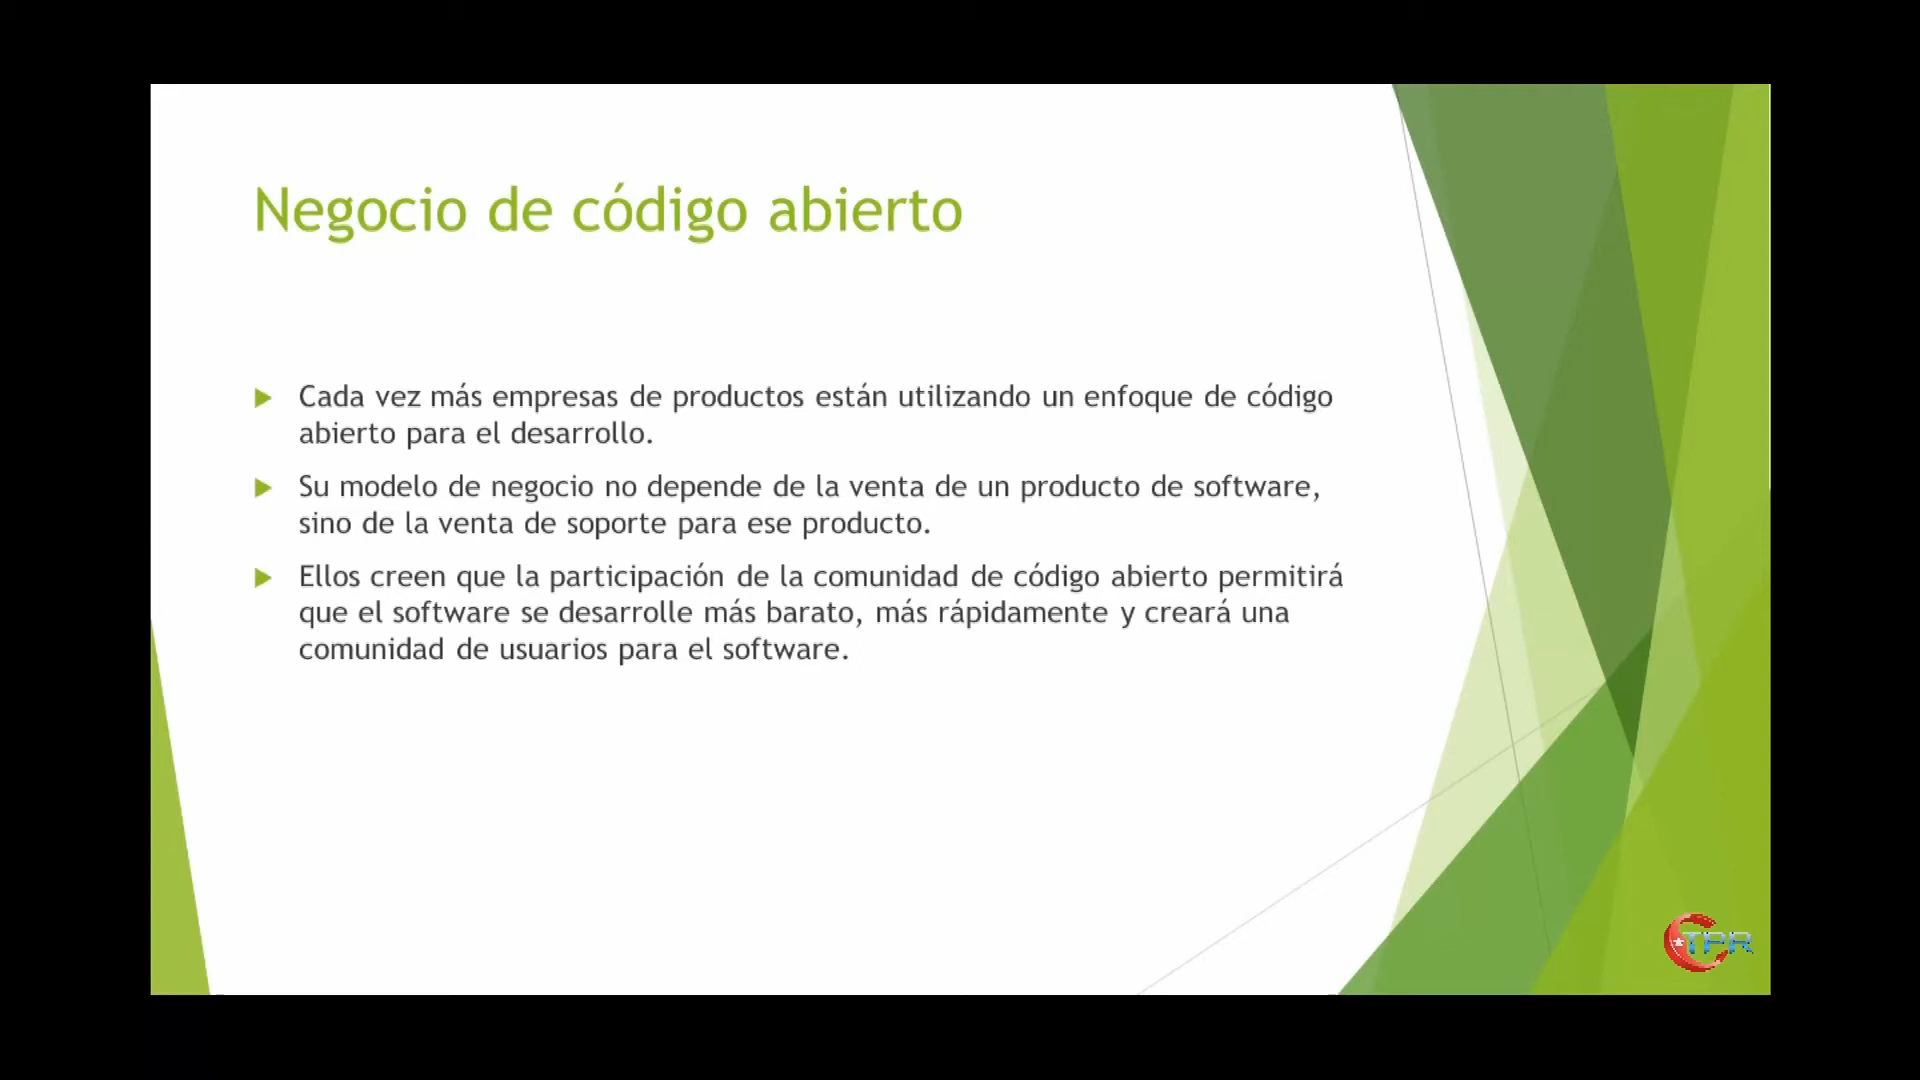 Negocio de código abierto
Cada vez más empresas de productos están utilizando un enfoque de código
abierto para el desarrollo.
Su modelo de negocio no depende de la venta de un producto de software,
sino de la venta de soporte para ese producto.
Ellos creen que la participación de la comunidad de código abierto permitirá
que el software se desarrolle más barato, más rápidamente y creará una
comunidad de usuarios para el software.
TPR